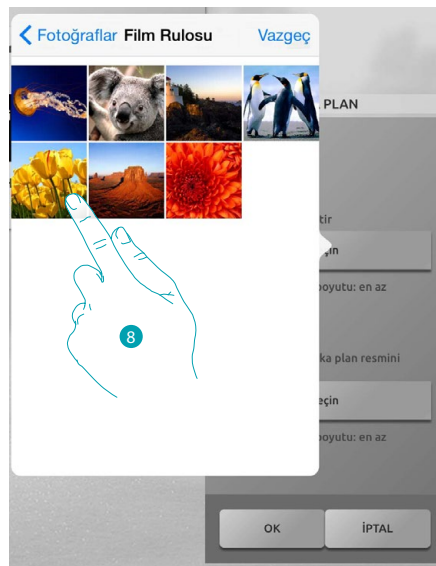 Fotoğraflar Film Rulosu Vazgeç
PLAN
tir
çin
boyutu: en az
8
ka plan resmini
eçin
boyutu: en az
OK İPTAL